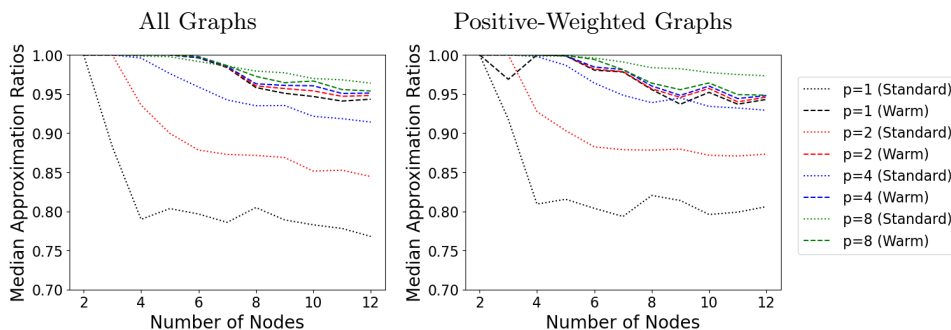 All Graphs
Median Approximation Ratios
1.00
0.95
0.90
0.85
0.80
0.75
0.70
2 4 6 8 10 12
Number of Nodes
Positive-Weighted Graphs
Median Approximation Ratios
1.00
0.95
0.90
0.85
0.80
0.75
0.70
2 4 6 8 10 12
Number of Nodes
p=1 (Standard)
p=1 (Warm)
p=2 (Standard)
p=2 (Warm)
p=4 (Standard)
p=4 (Warm)
p=8 (Standard)
p=8 (Warm)